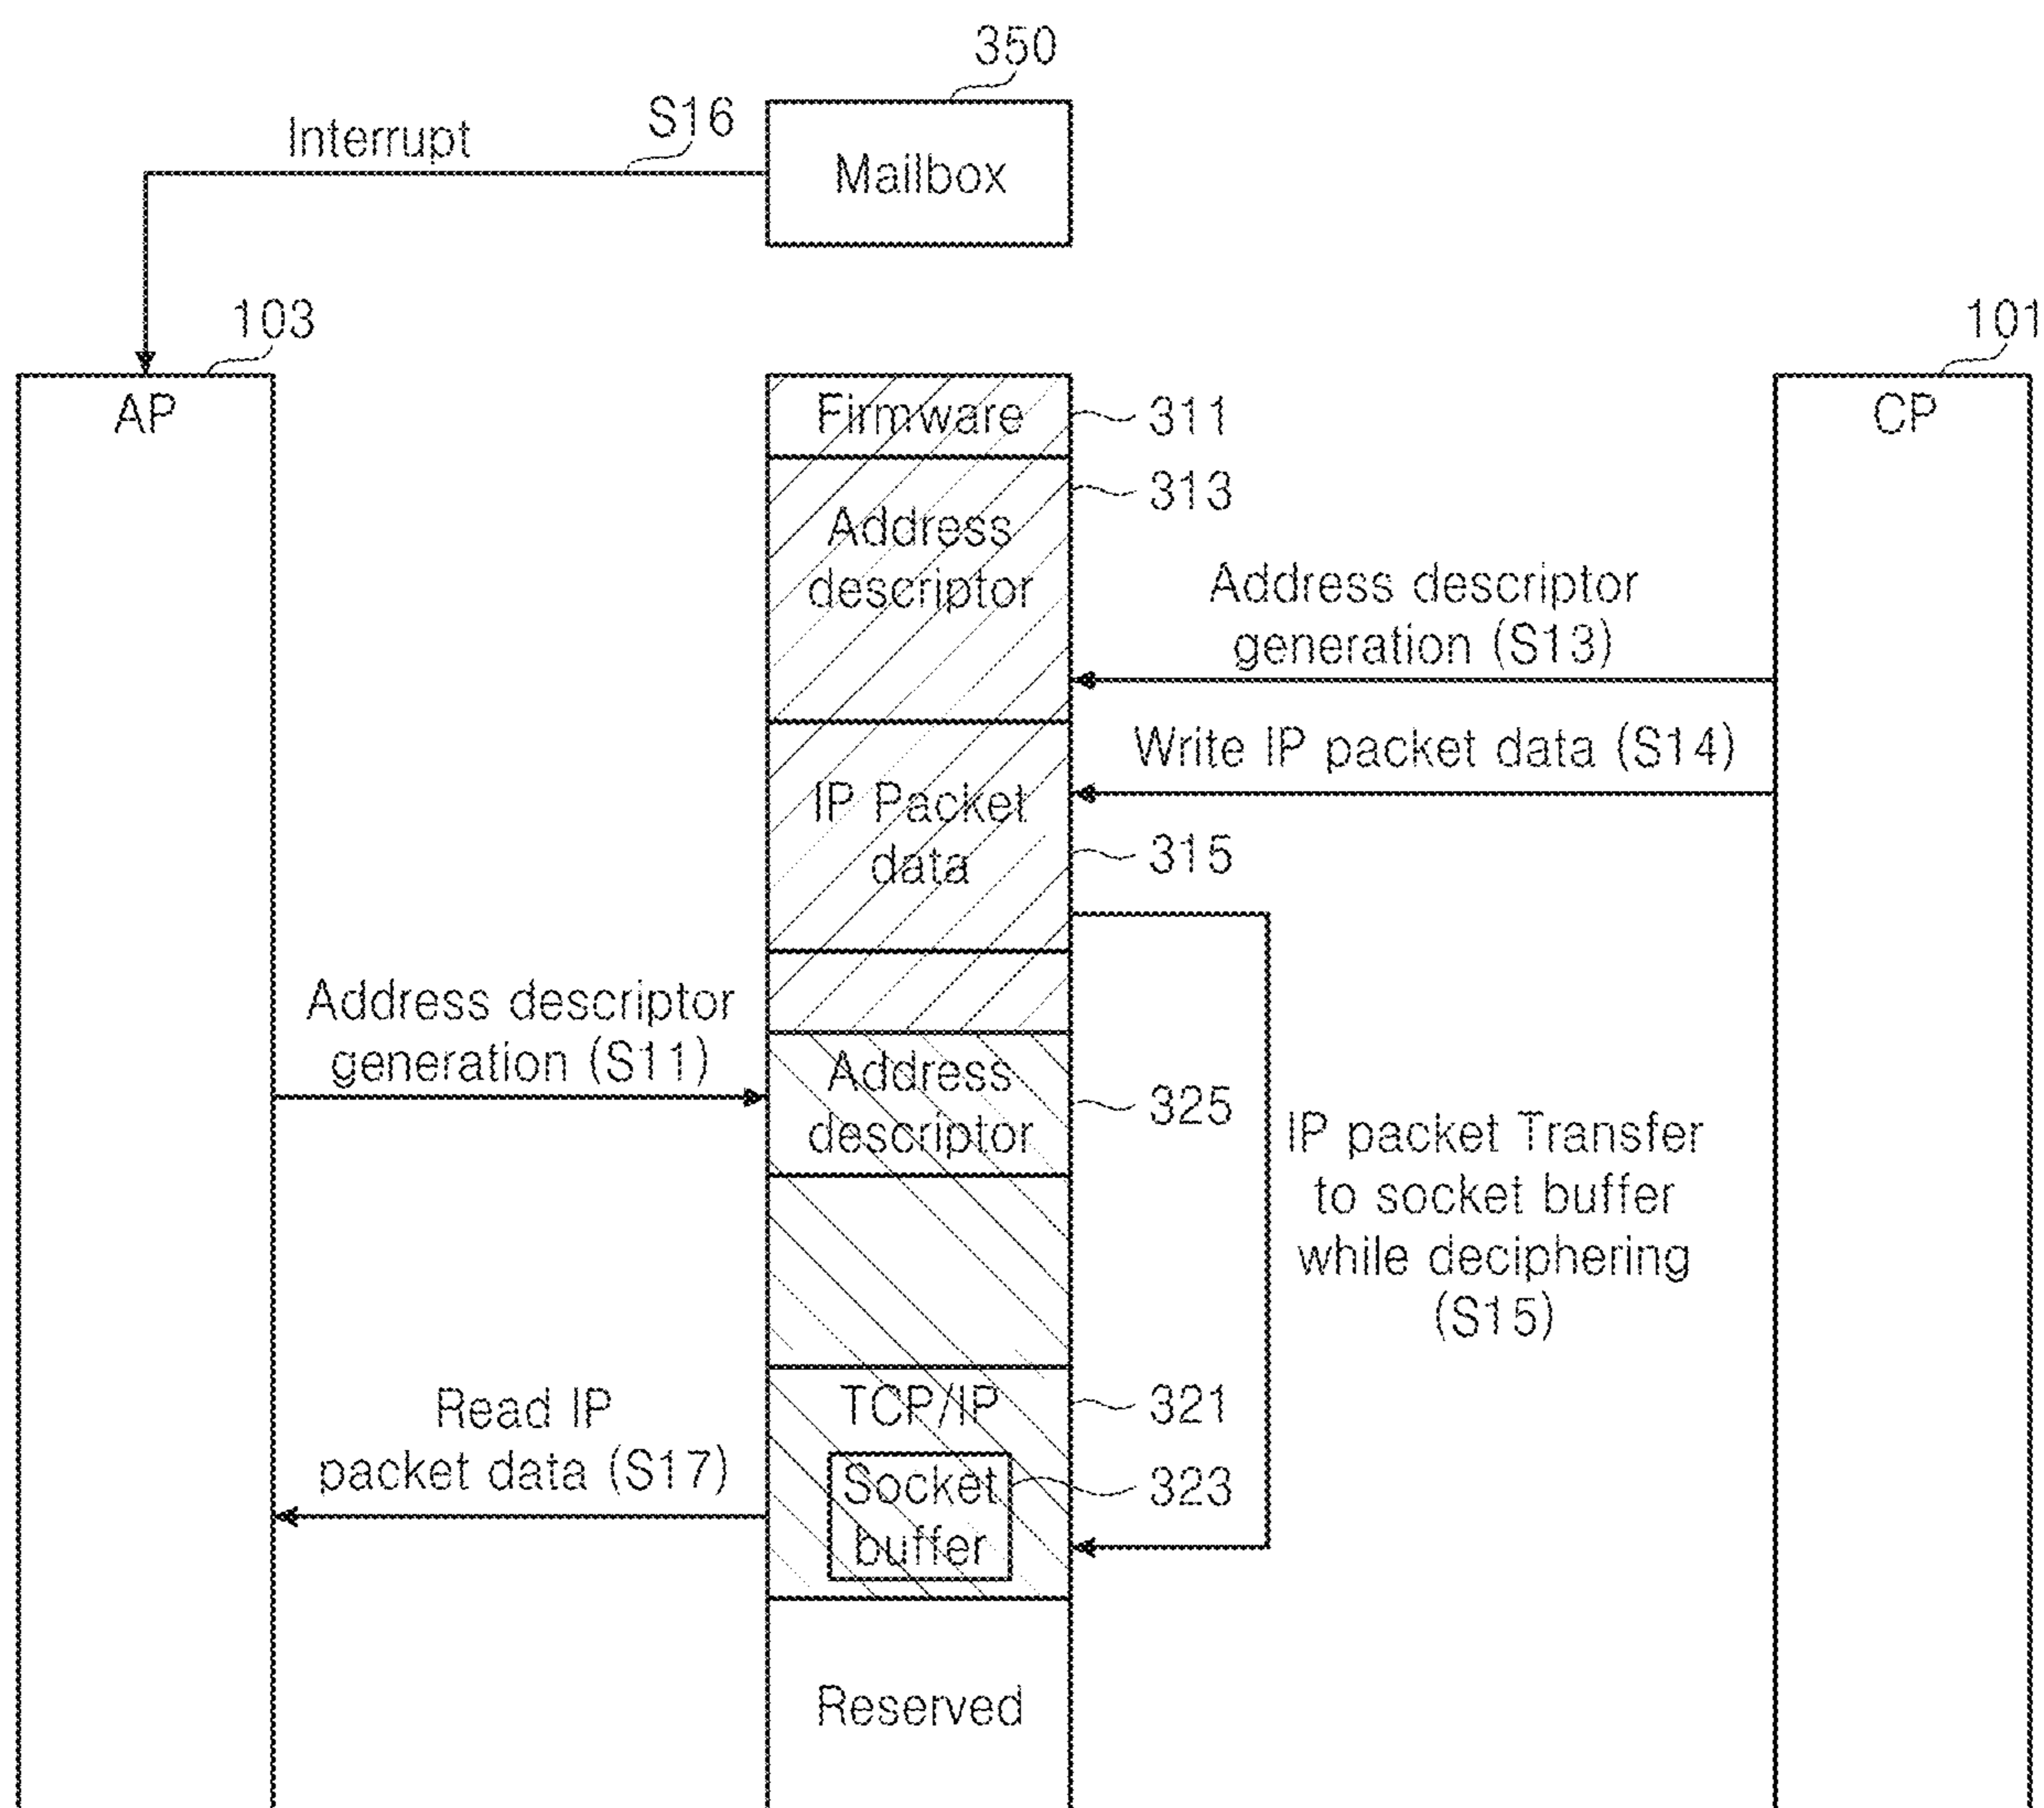 350
S16
Interrupt
Mailbox
103
101
AP
Firmware
311
CP
313
Address
descriptor
Address descriptor
generation (S13)
Write IP packet data (S14)
IP Packet
data
315
Address descriptor
generation (S11)
Address
descriptor
325
IP packet Transfer
to socket buffer
while deciphering
(S15)
Read IP
packet data (S17)
TCP/IP
321
Socket
buffer
323
Reserved